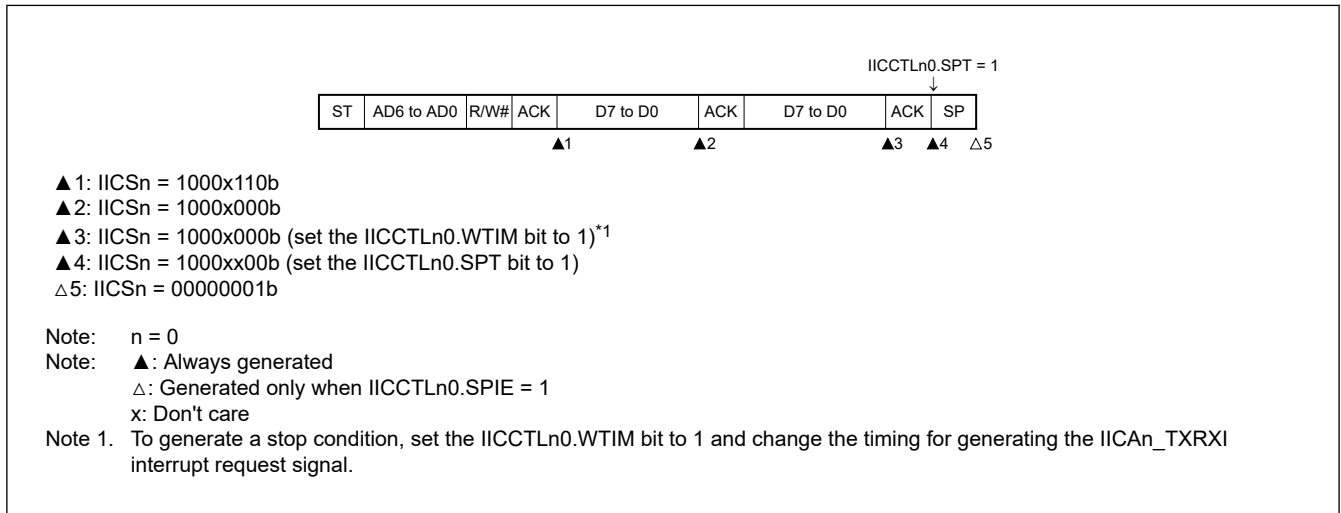 IICCTLn0.SPT = 1
↓
ST AD6 to AD0 R/W# ACK D7 to D0 ACK D7 to D0 ACK SP
▲1 ▲2 ▲3 ▲4 △5
▲1: IICSn = 1000x110b
▲2: IICSn = 1000x000b
▲3: IICSn = 1000x000b (set the IICCTLn0.WTIM bit to 1)*1
▲4: IICSn = 1000xx00b (set the IICCTLn0.SPT bit to 1)
△5: IICSn = 00000001b
Note: n = 0
Note: ▲: Always generated
△: Generated only when IICCTLn0.SPIE = 1
x: Don't care
Note 1. To generate a stop condition, set the IICCTLn0.WTIM bit to 1 and change the timing for generating the IICAn_TXRXI
interrupt request signal.